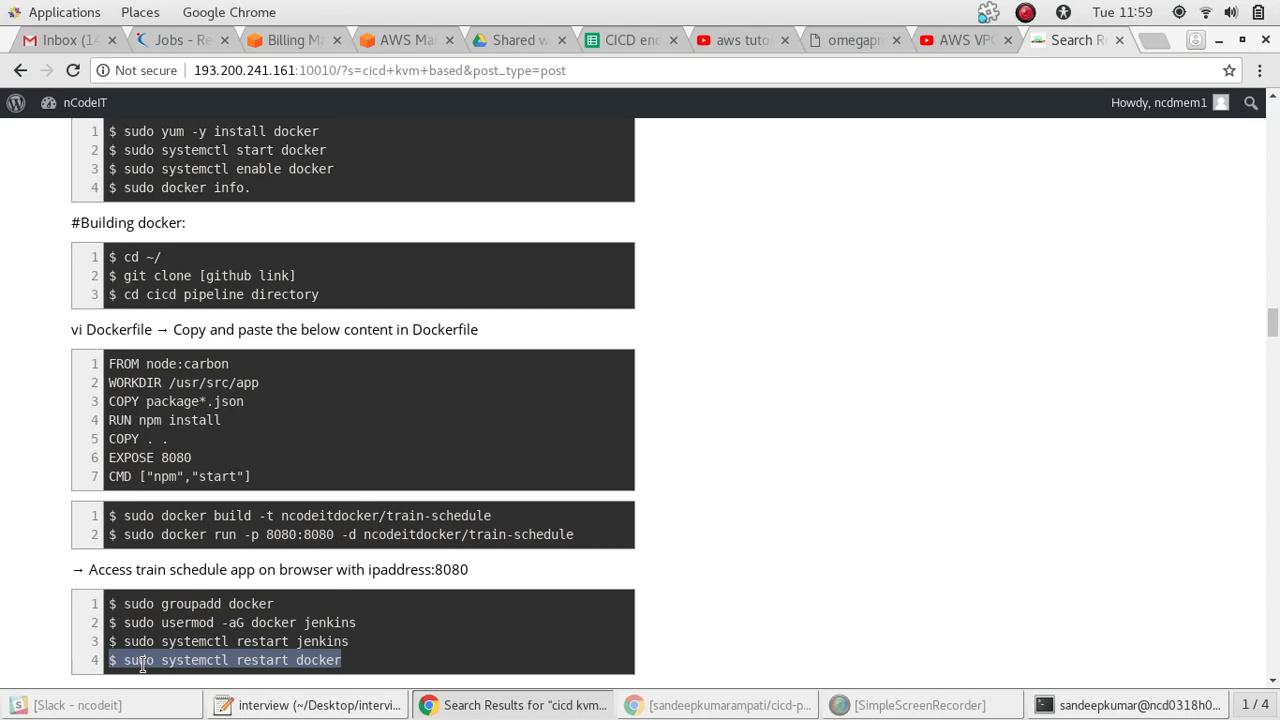 Applications Places Google Chrome Tue 11:59
Inbox (14 Jobs - Re Billing M AWS Mar Shared w CICD end aws tutor omegapr AWS VPC Search Re
Not secure 193.200.241.161:10010/?s=cicd+kvm+based&post_type=post
nCodeIT Howdy, ncdmem1
1 $ sudo yum -y install docker
2 $ sudo systemctl start docker
3 $ sudo systemctl enable docker
4 $ sudo docker info.
#Building docker:
1 $ cd ~/
2 $ git clone [github link]
3 $ cd cicd pipeline directory
vi Dockerfile → Copy and paste the below content in Dockerfile
1 FROM node:carbon
2 WORKDIR /usr/src/app
3 COPY package*.json
4 RUN npm install
5 COPY . .
6 EXPOSE 8080
7 CMD ["npm","start"]
1 $ sudo docker build -t ncodeitdocker/train-schedule
2 $ sudo docker run -p 8080:8080 -d ncodeitdocker/train-schedule
→ Access train schedule app on browser with ipaddress:8080
1 $ sudo groupadd docker
2 $ sudo usermod -aG docker jenkins
3 $ sudo systemctl restart jenkins
4 $ sudo systemctl restart docker
[Slack - ncodeit] interview (~/Desktop/intervi... Search Results for "cicd kvm... [sandeepkumarampati/cicd-p... [SimpleScreenRecorder] sandeepkumar@ncd0318h0... 1 / 4